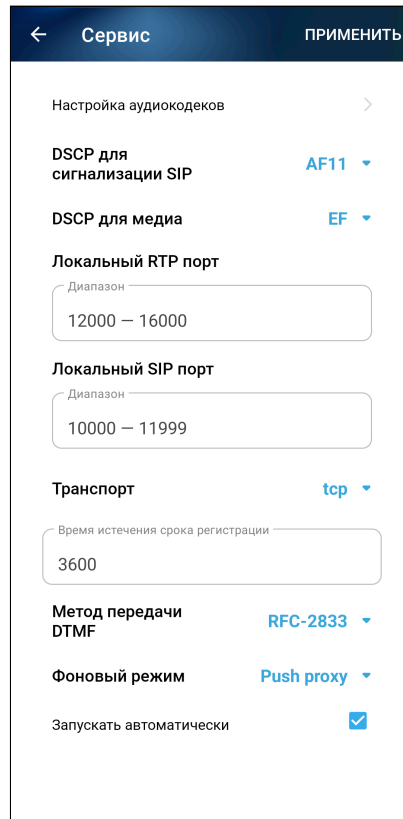 Сервис
ПРИМЕНИТЬ
Настройка аудиокодеков
DSCP для
сигнализации SIP
AF11
DSCP для медиа
EF
Локальный RTP порт
Диапазон
12000 — 16000
Локальный SIP порт
Диапазон
10000 — 11999
Транспорт
tcp
Время истечения срока регистрации
3600
Метод передачи
DTMF
RFC-2833
Фоновый режим
Push proxy
Запускать автоматически